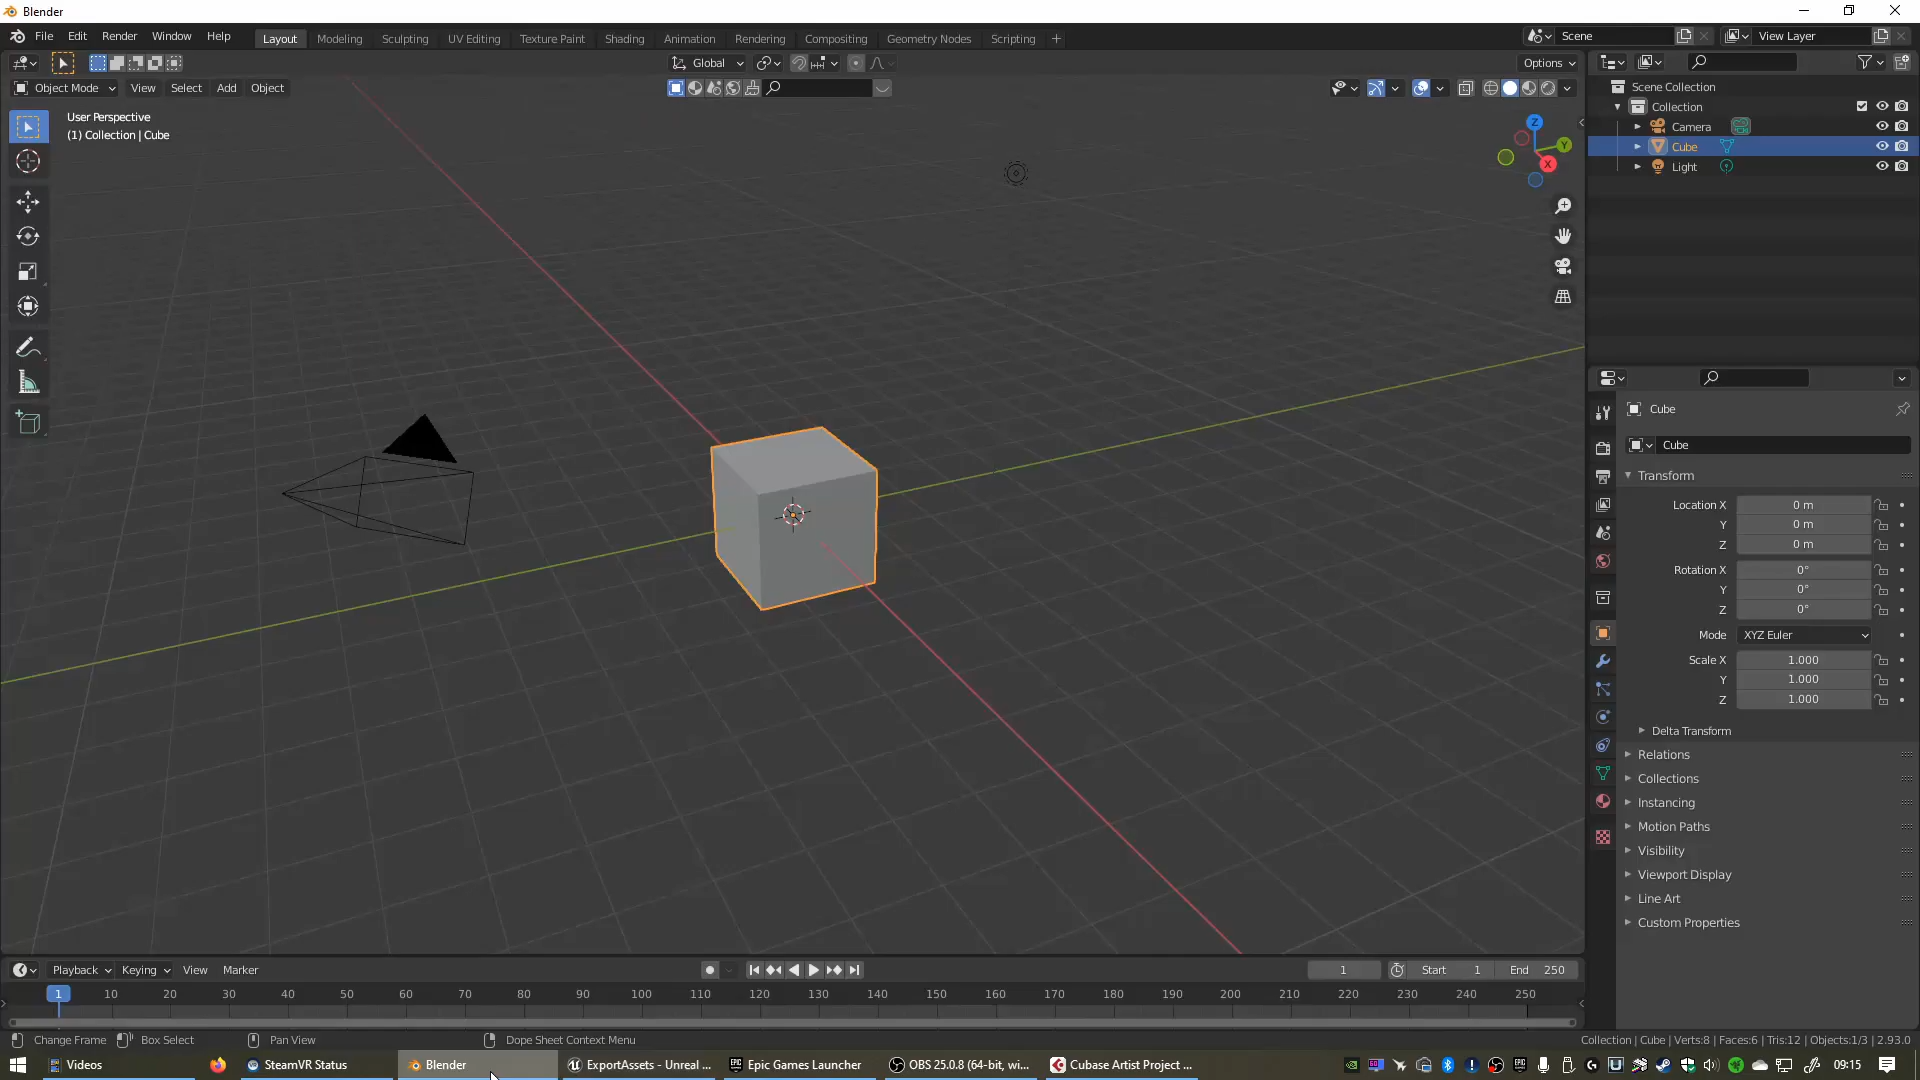 Blender
File Edit Render Window Help
Layout Modeling Sculpting UV Editing Texture Paint Shading Animation Rendering Compositing Geometry Nodes Scripting +
Scene
View Layer
Global
Options
Object Mode View Select Add Object
User Perspective
(1) Collection | Cube
Z
Y
X
Scene Collection
Collection
Camera
Cube
Light
Cube
Cube
Transform
Location X 0 m
Y 0 m
Z 0 m
Rotation X 0°
Y 0°
Z 0°
Mode XYZ Euler
Scale X 1.000
Y 1.000
Z 1.000
Delta Transform
Relations
Collections
Instancing
Motion Paths
Visibility
Viewport Display
Line Art
Custom Properties
Playback Keying View Marker
1 Start 1 End 250
1 10 20 30 40 50 60 70 80 90 100 110 120 130 140 150 160 170 180 190 200 210 220 230 240 250
Change Frame Box Select Pan View Dope Sheet Context Menu
Collection | Cube | Verts:8 | Faces:6 | Tris:12 | Objects:1/3 | 2.93.0
Videos SteamVR Status Blender ExportAssets - Unreal ... Epic Games Launcher OBS 25.0.8 (64-bit, wi... Cubase Artist Project ... 09:15